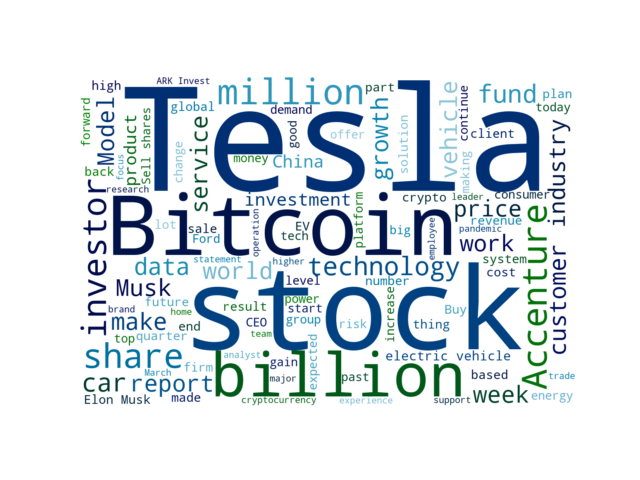 high
ARK Invest
million
part
fund
plan
forward
Model
product
Sell shares
global
Tesla
demand
vehicle
continue
today
back
focus
change
service
good
offer
growth
solution
client
money
China
research
investor
Bitcoin
investment
crypto
making
leader
consumer
industry
lot
sale
Ford
operation
EV
tech
platform
big
price
revenue
employee
pandemic
work
data
world
stock
technology
system
cost
customer
Accenture
statement
higher
level
number
Musk
future
result
power
start
increase
Buy
brand
home
make
end
CEO
group
risk
thing
top
quarter
team
expected
share
analyst
gain
electric vehicle
March
firm
billion
major
past
based
trade
car
report
week
energy
Elon Musk
made
cryptocurrency
experience
support